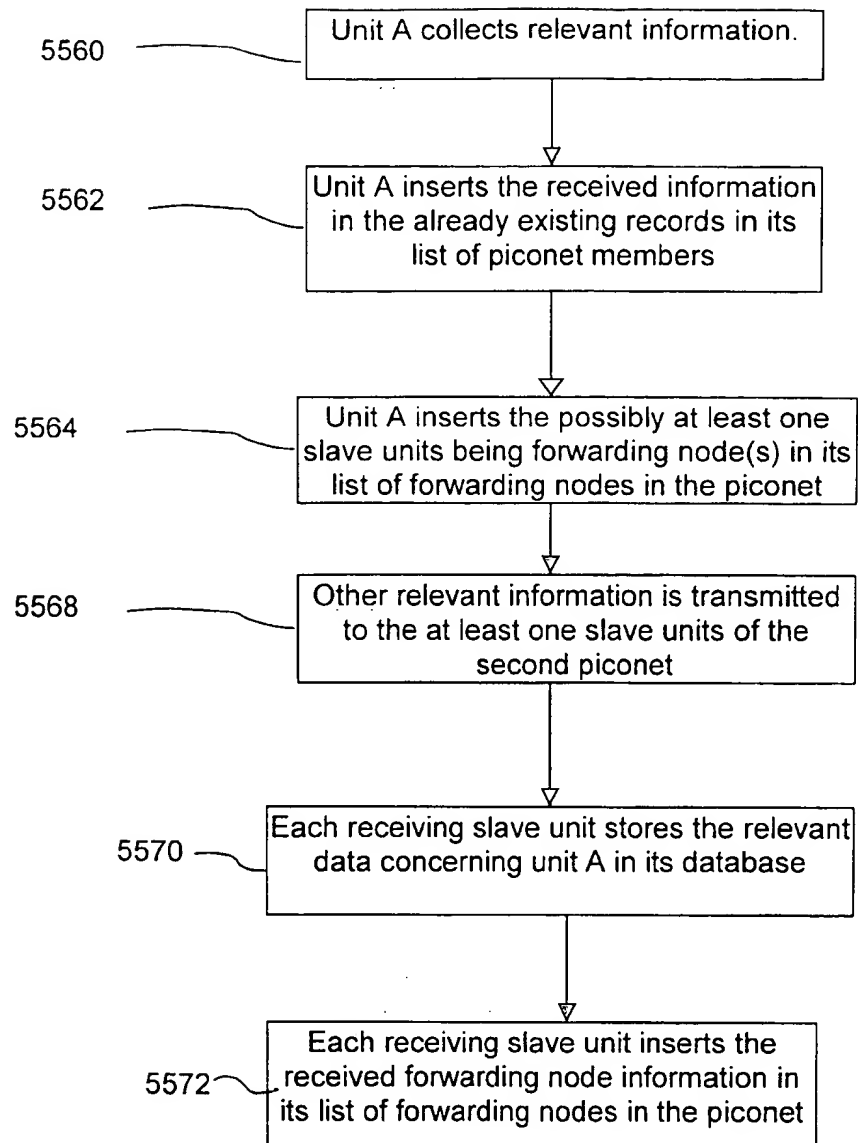 5560
Unit A collects relevant information.
5562
Unit A inserts the received information
in the already existing records in its
list of piconet members
5564
Unit A inserts the possibly at least one
slave units being forwarding node(s) in its
list of forwarding nodes in the piconet
5568
Other relevant information is transmitted
to the at least one slave units of the
second piconet
5570
Each receiving slave unit stores the relevant
data concerning unit A in its database
5572
Each receiving slave unit inserts the
received forwarding node information in
its list of forwarding nodes in the piconet